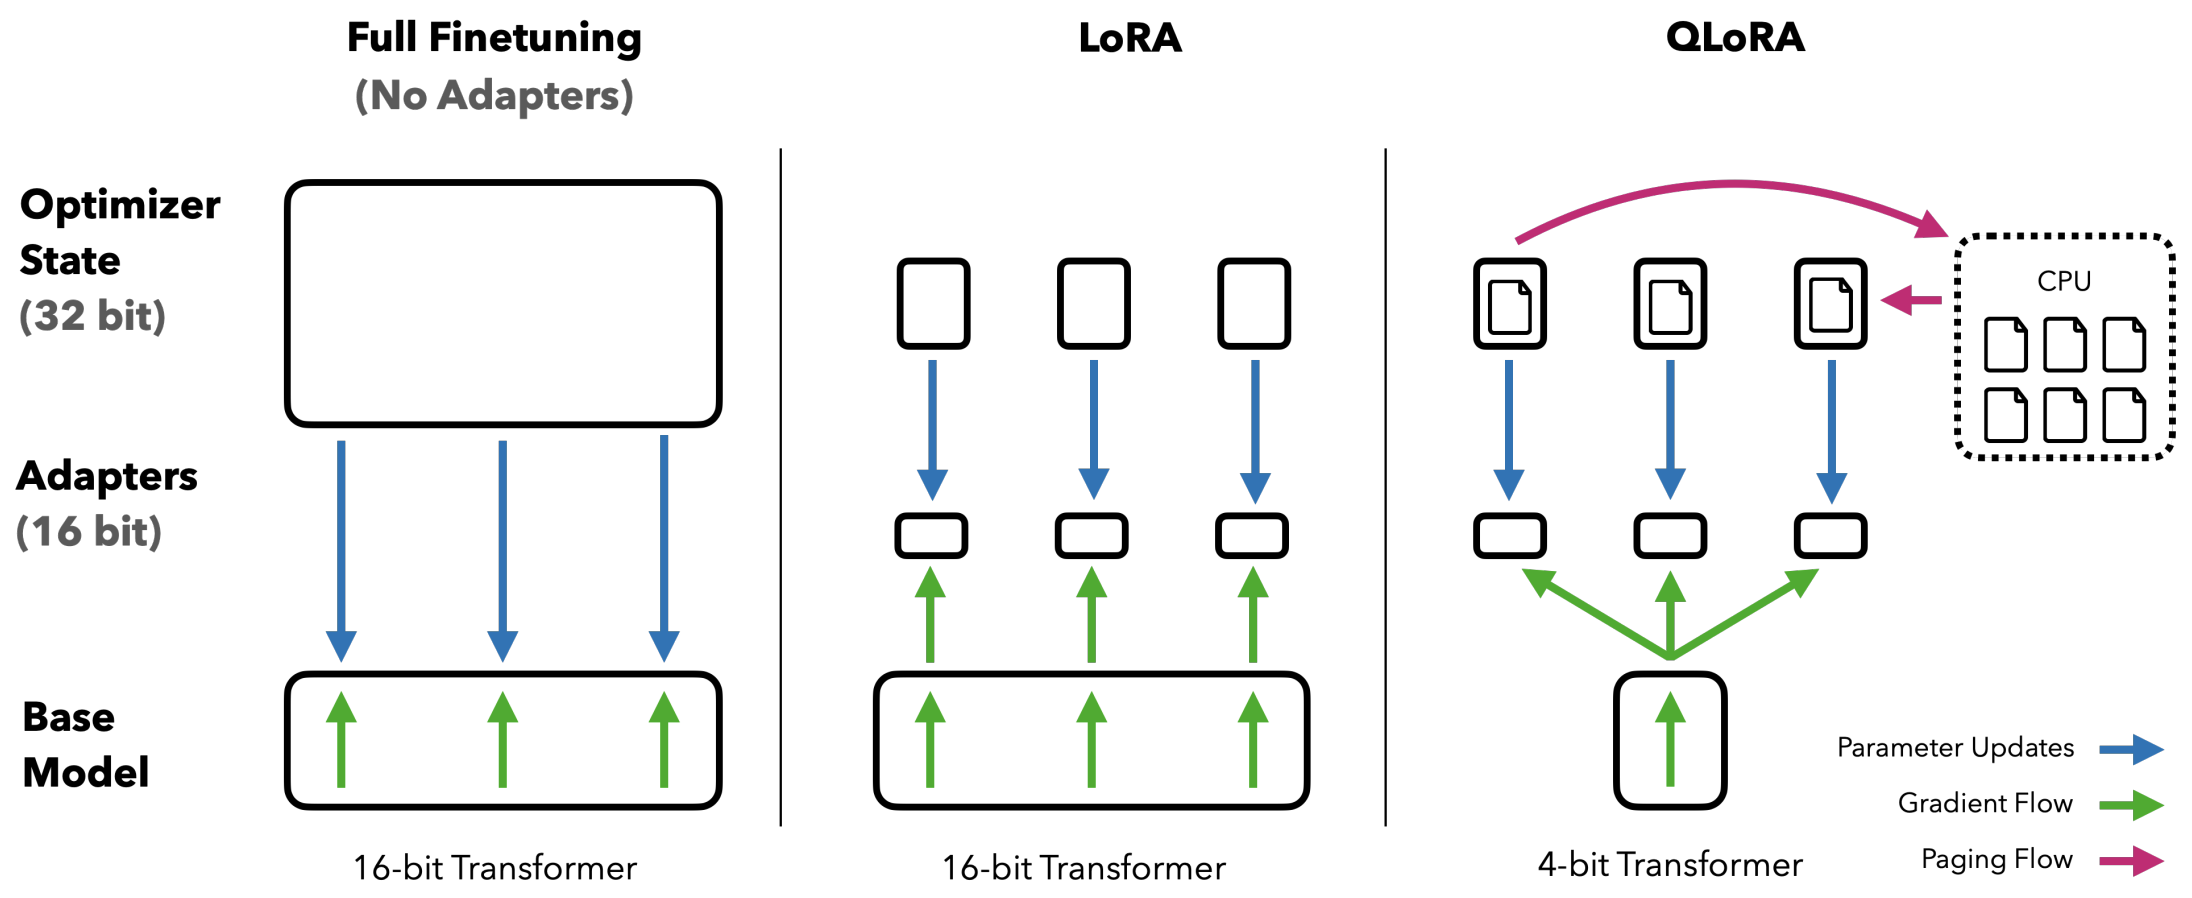 Full Finetuning
(No Adapters)
LoRA
QLoRA
Optimizer
State
(32 bit)
CPU
Adapters
(16 bit)
Base
Model
Parameter Updates
Gradient Flow
Paging Flow
16-bit Transformer
16-bit Transformer
4-bit Transformer